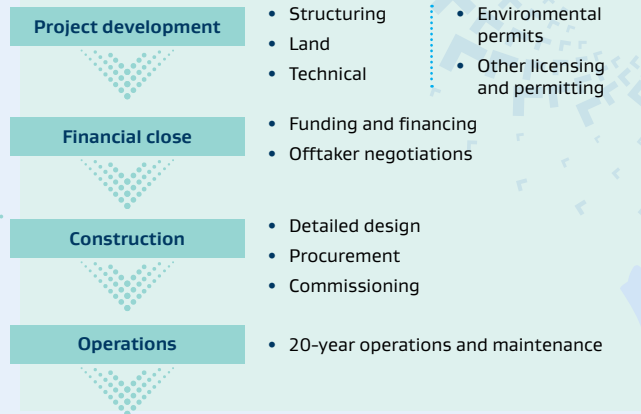 Project development
• Structuring
• Land
• Technical
• Environmental
permits
• Other licensing
and permitting
Financial close
• Funding and financing
• Offtaker negotiations
Construction
• Detailed design
• Procurement
• Commissioning
Operations
• 20-year operations and maintenance